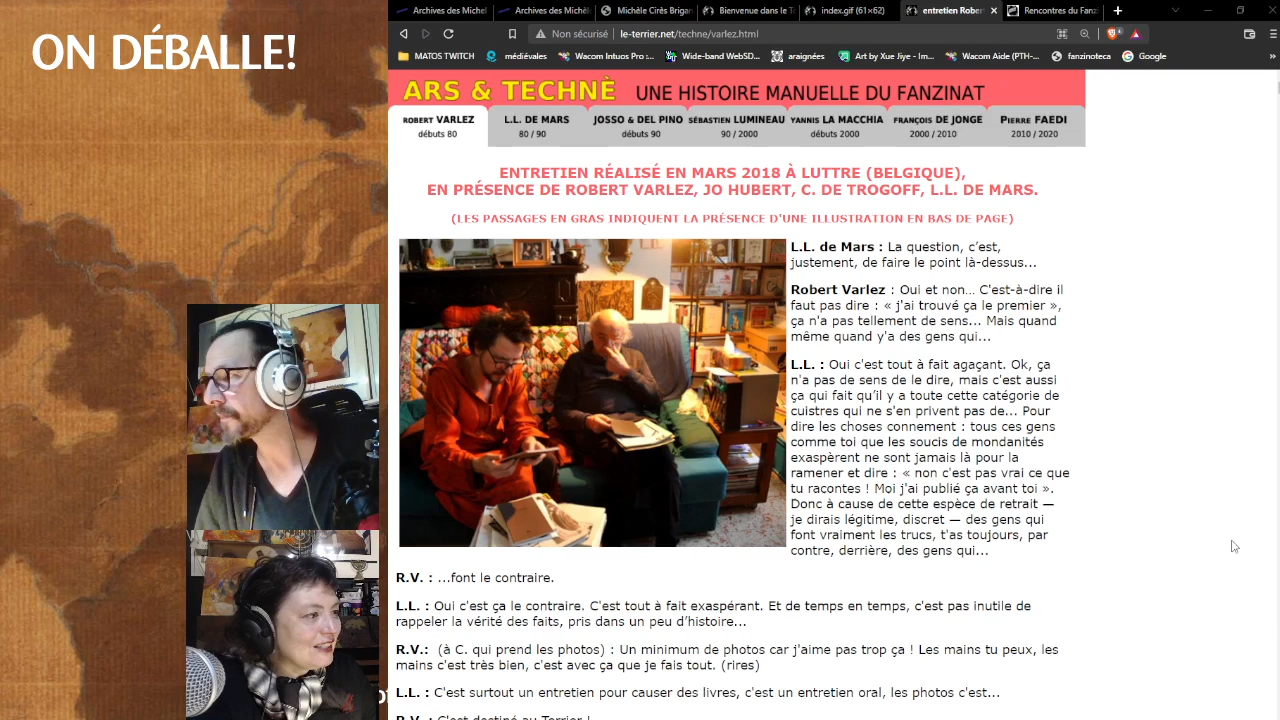 ON DÉBALLE!
Archives des Michel
Archives des Michèle
Michèle Cirès Brigan
Bienvenue dans le T
index.gif (61×62)
entretien Rober
Rencontres du Fanz
Non sécurisé
le-terrier.net/techne/varlez.html
MATOS TWITCH
médiévales
Wacom Intuos Pro :...
Wide-band WebSD...
araignées
Art by Xue Jiye - Im...
Wacom Aide (PTH-...
fanzinoteca
Google
ARS & TECHNÈ UNE HISTOIRE MANUELLE DU FANZINAT
ROBERT VARLEZ
débuts 80
L.L. DE MARS
80 / 90
JOSSO & DEL PINO
débuts 90
SÉBASTIEN LUMINEAU
90 / 2000
YANNIS LA MACCHIA
débuts 2000
FRANÇOIS DE JONGE
2000 / 2010
PIERRE FAEDI
2010 / 2020
ENTRETIEN RÉALISÉ EN MARS 2018 À LUTTRE (BELGIQUE),
EN PRÉSENCE DE ROBERT VARLEZ, JO HUBERT, C. DE TROGOFF, L.L. DE MARS.
(LES PASSAGES EN GRAS INDIQUENT LA PRÉSENCE D'UNE ILLUSTRATION EN BAS DE PAGE)
L.L. de Mars : La question, c’est,
justement, de faire le point là-dessus...
Robert Varlez : Oui et non... C'est-à-dire il
faut pas dire : « j'ai trouvé ça le premier »,
ça n'a pas tellement de sens... Mais quand
même quand y'a des gens qui...
L.L. : Oui c'est tout à fait agaçant. Ok, ça
n'a pas de sens de le dire, mais c'est aussi
ça qui fait qu’il y a toute cette catégorie de
cuistres qui ne s'en privent pas de... Pour
dire les choses connement : tous ces gens
comme toi que les soucis de mondanités
exaspèrent ne sont jamais là pour la
ramener et dire : « non c'est pas vrai ce que
tu racontes ! Moi j'ai publié ça avant toi ».
Donc à cause de cette espèce de retrait —
je dirais légitime, discret — des gens qui
font vraiment les trucs, t'as toujours, par
contre, derrière, des gens qui...
R.V. : ...font le contraire.
L.L. : Oui c'est ça le contraire. C'est tout à fait exaspérant. Et de temps en temps, c'est pas inutile de
rappeler la vérité des faits, pris dans un peu d’histoire...
R.V.: (à C. qui prend les photos) : Un minimum de photos car j'aime pas trop ça ! Les mains tu peux, les
mains c'est très bien, c'est avec ça que je fais tout. (rires)
L.L. : C'est surtout un entretien pour causer des livres, c'est un entretien oral, les photos c'est...
R.V. : C'est destiné au Terrier !